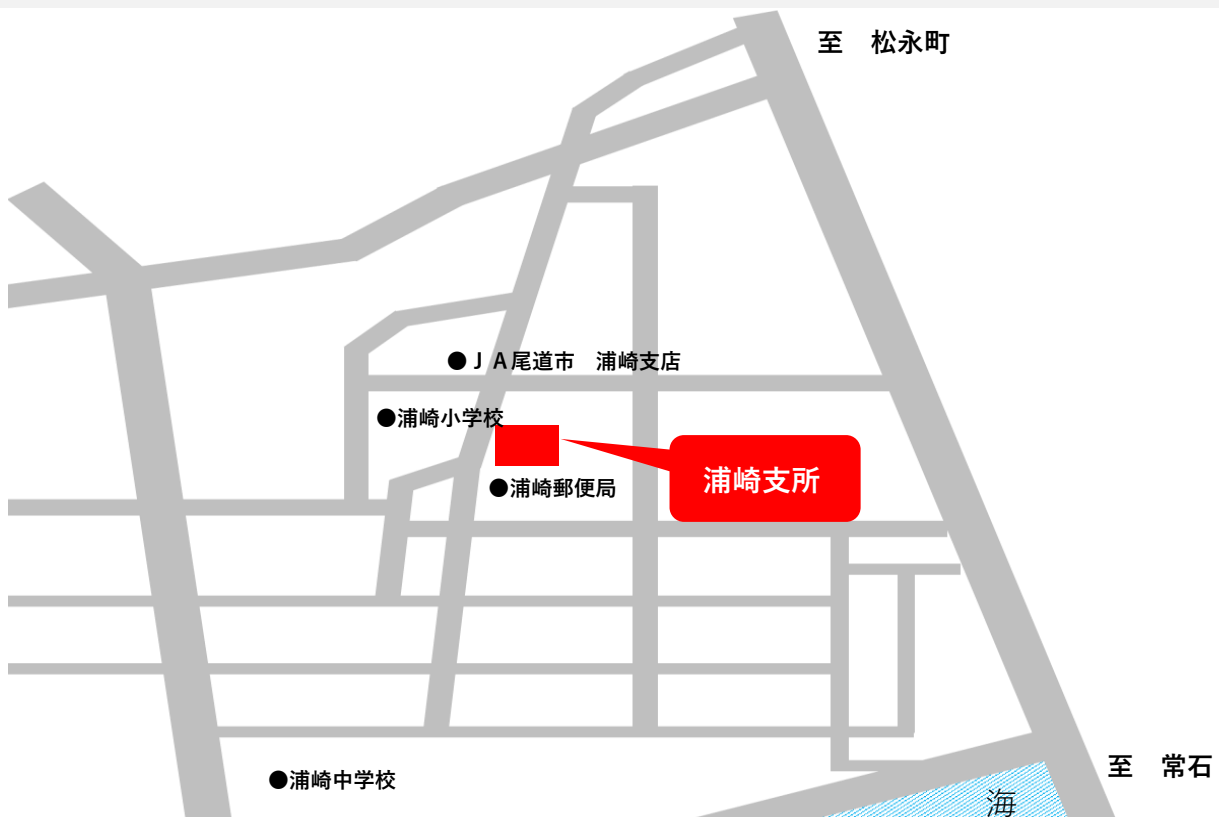 至　松永町
●ＪＡ尾道市　浦崎支店
●浦崎小学校
浦崎支所
●浦崎郵便局
至　常石
●浦崎中学校
海